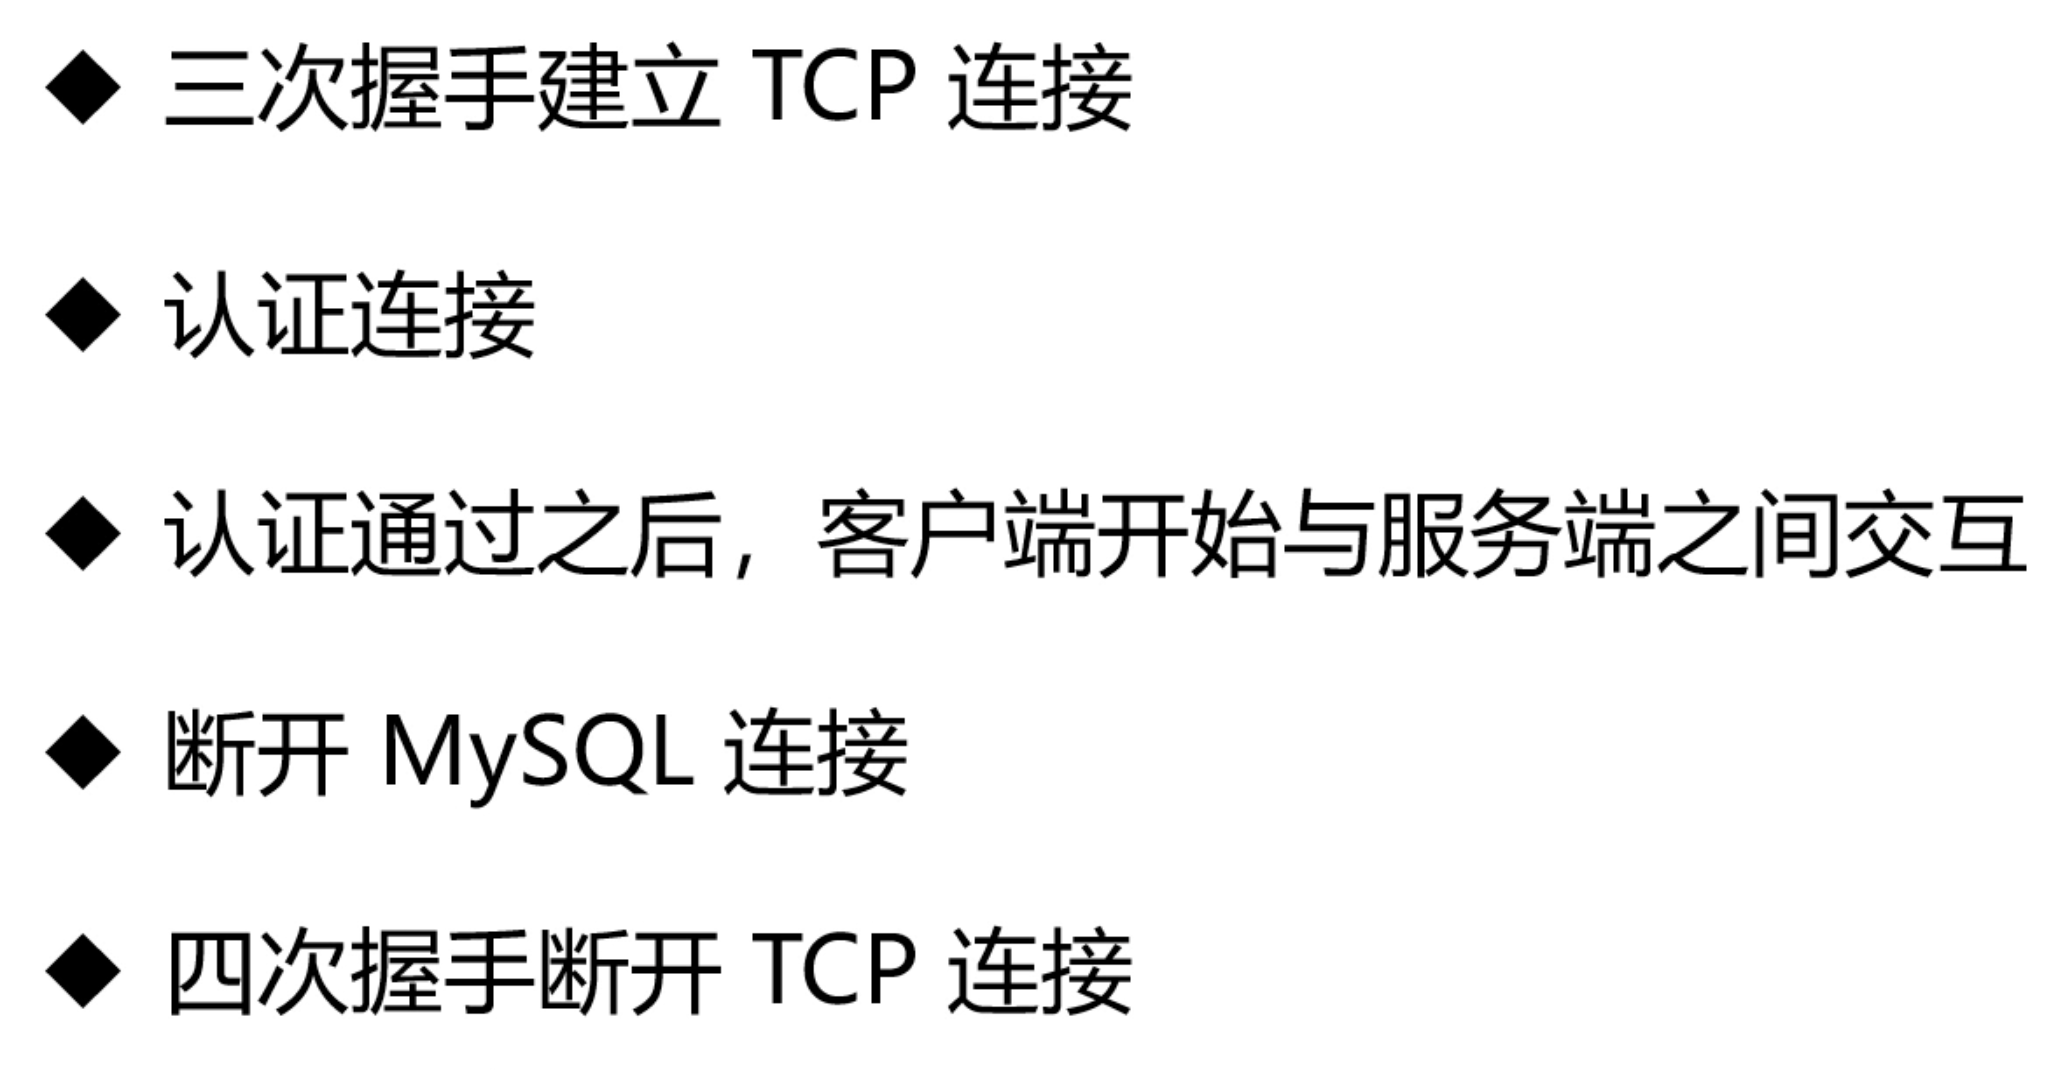 ◆ 三次握手建立 TCP 连接
◆ 认证连接
◆ 认证通过之后，客户端开始与服务端之间交互
◆ 断开 MySQL 连接
◆ 四次握手断开 TCP 连接